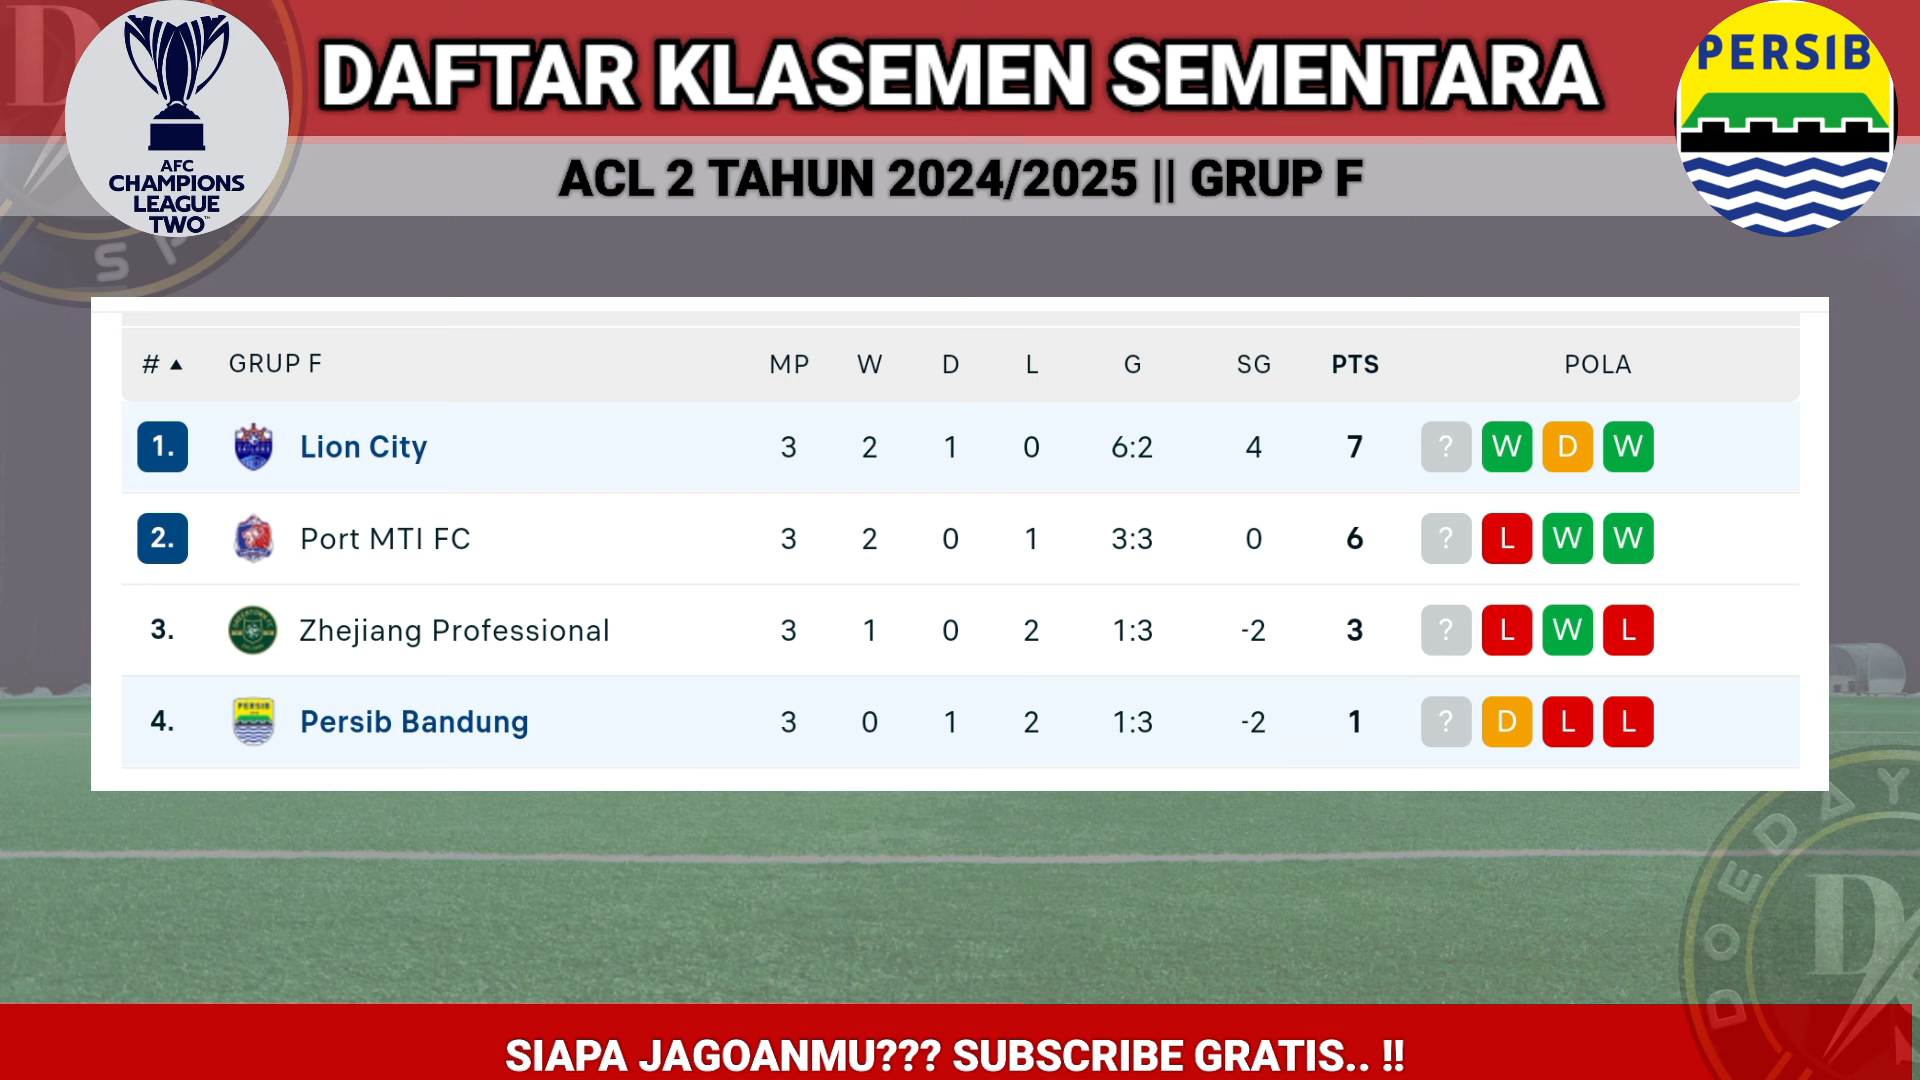 DAFTAR KLASEMEN SEMENTARA
ACL 2 TAHUN 2024/2025 || GRUP F
AFC
CHAMPIONS
LEAGUE
TWO™
PERSIB
D
S P
# ▲ GRUP F MP W D L G SG PTS POLA
1. Lion City 3 2 1 0 6:2 4 7 ? W D W
2. Port MTI FC 3 2 0 1 3:3 0 6 ? L W W
3. Zhejiang Professional 3 1 0 2 1:3 -2 3 ? L W L
4. PERSIB Persib Bandung 3 0 1 2 1:3 -2 1 ? D L L
DOEDAY
D
SIAPA JAGOANMU??? SUBSCRIBE GRATIS.. !!